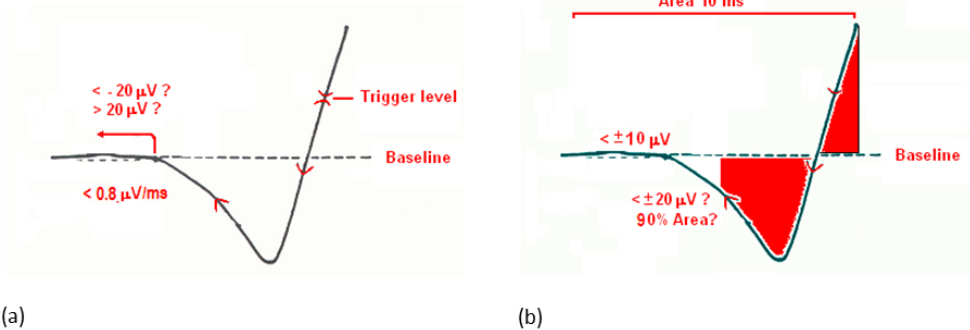 < - 20 μV ?
> 20 μV ?
Trigger level
Baseline
< 0.8 μV/ms
(a)
Area 10 ms
< ±10 μV
Baseline
< ±20 μV ?
90% Area?
(b)